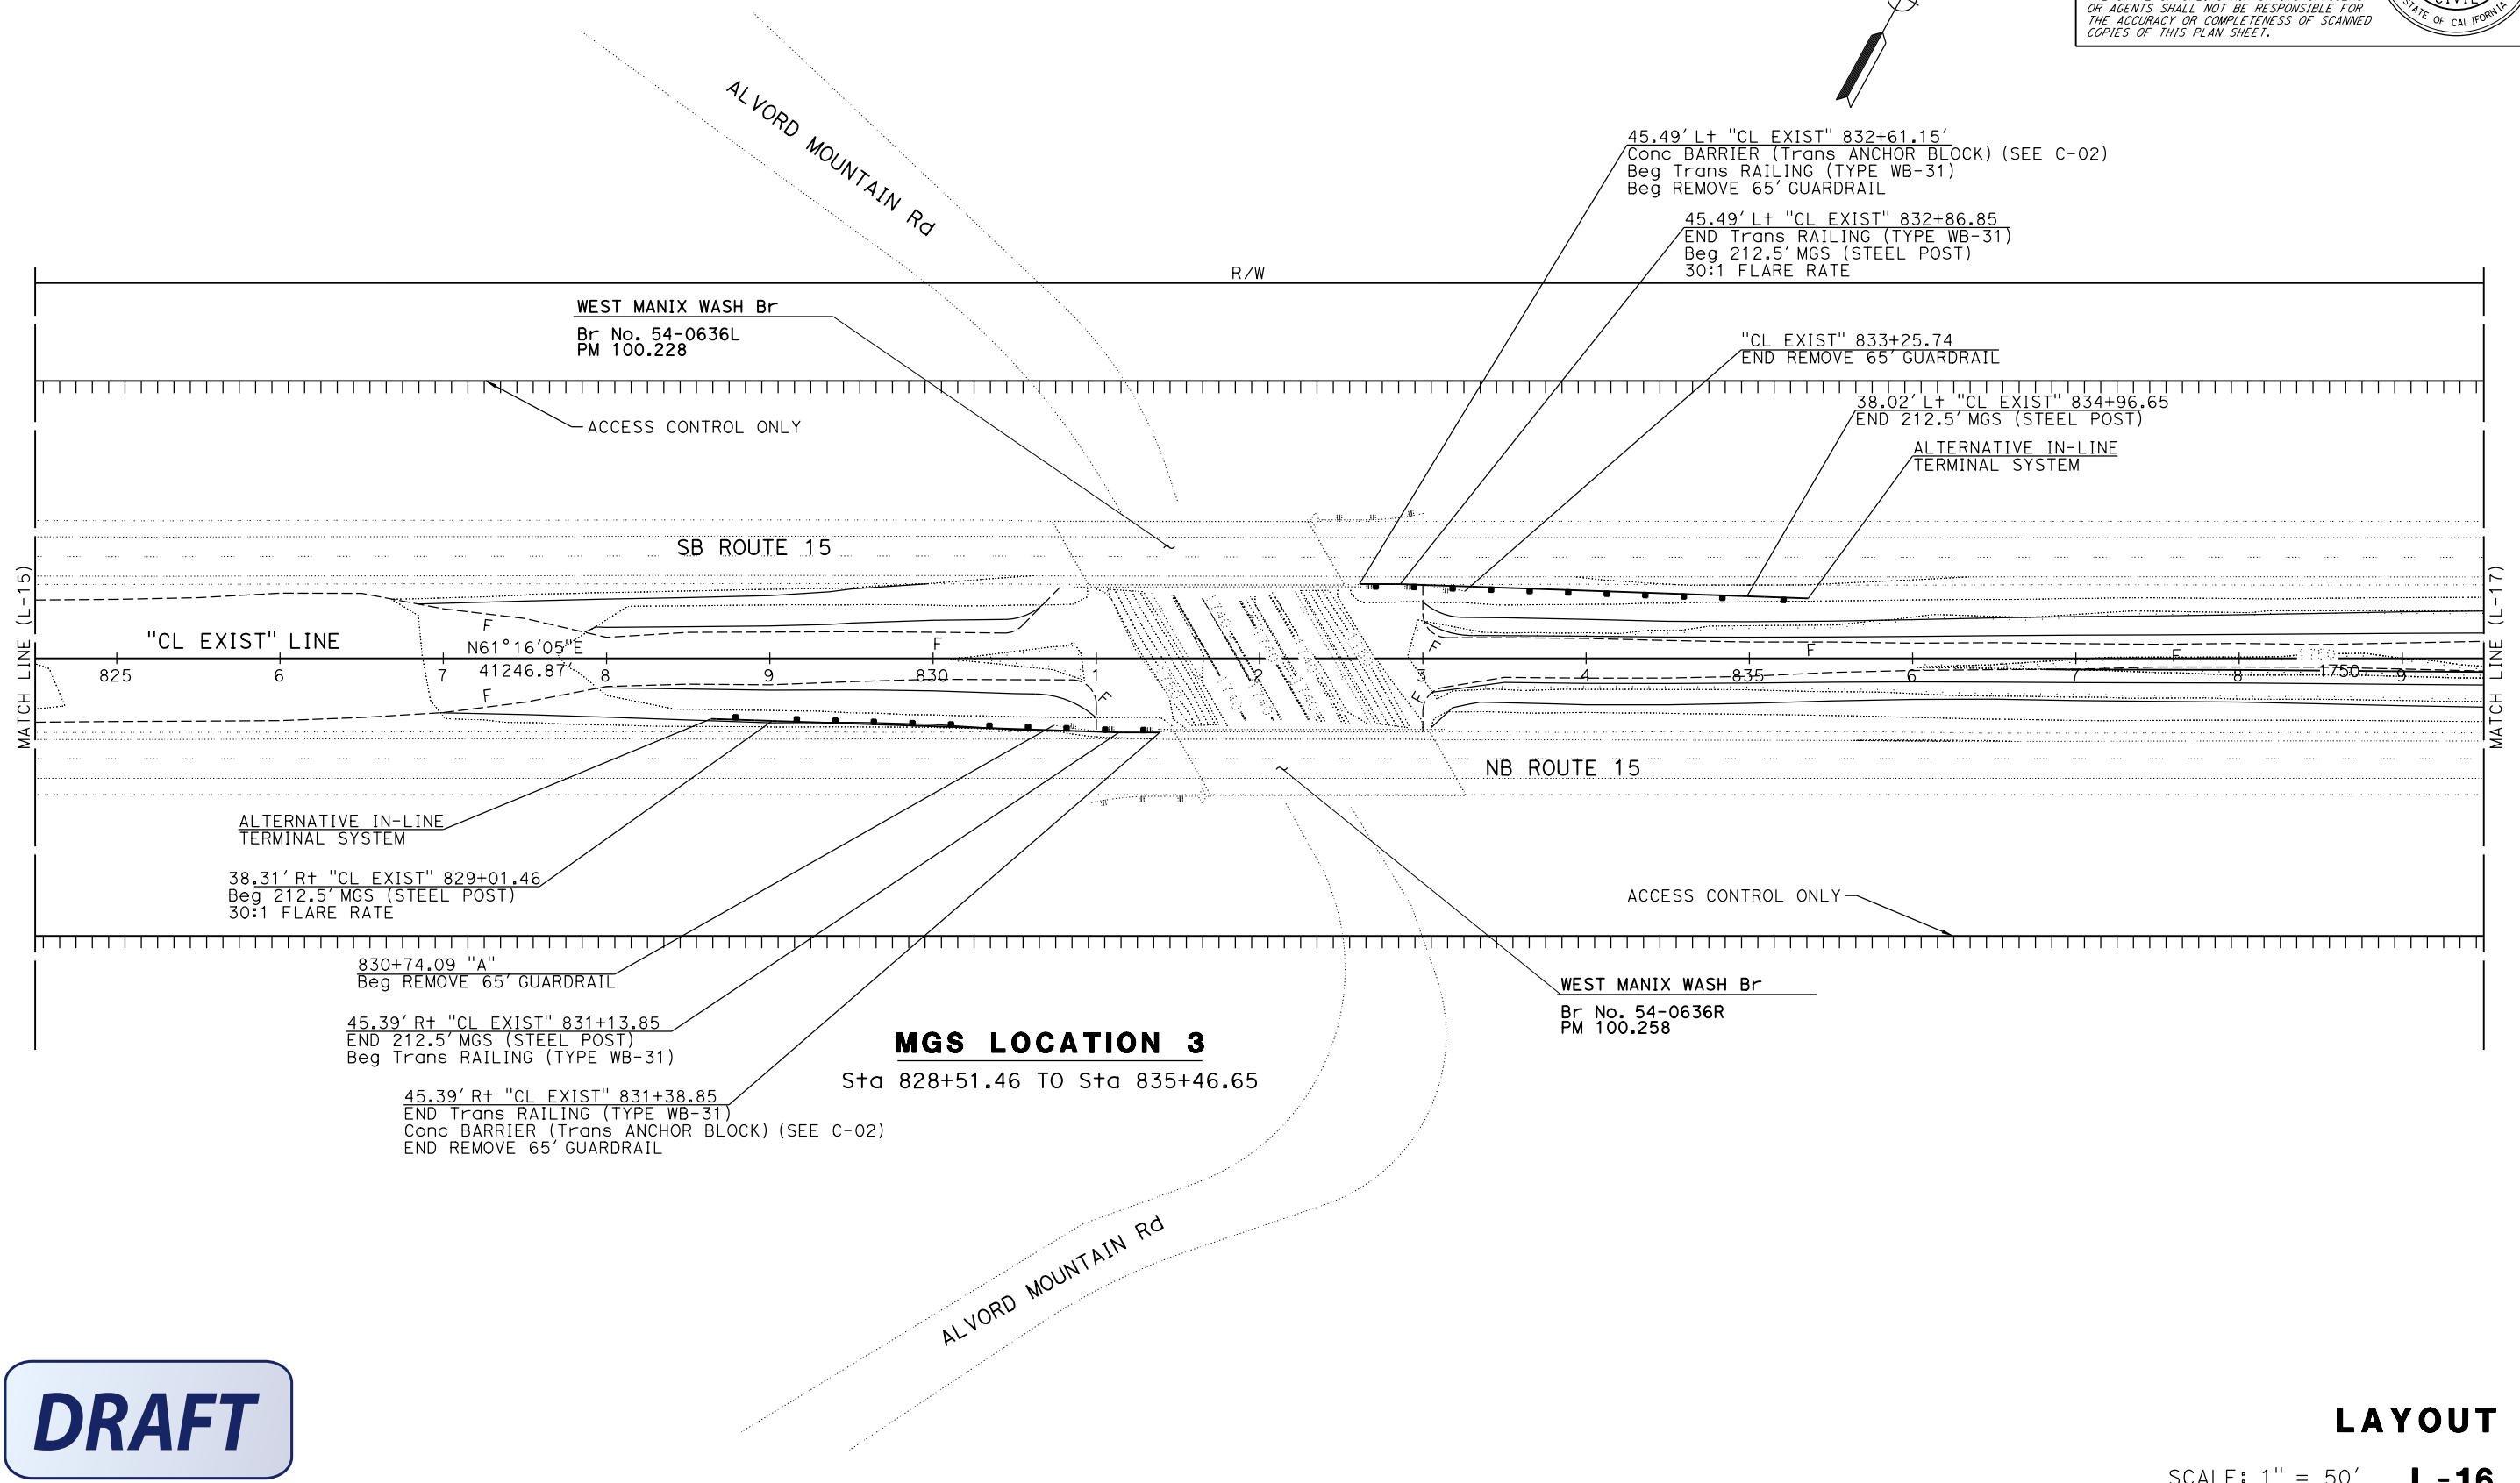 OR AGENTS SHALL NOT BE RESPONSIBLE FOR
THE ACCURACY OR COMPLETENESS OF SCANNED
COPIES OF THIS PLAN SHEET.
CIVIL
STATE OF CALIFORNIA
ALVORD MOUNTAIN Rd
45.49' Lt "CL EXIST" 832+61.15'
Conc BARRIER (Trans ANCHOR BLOCK) (SEE C-02)
Beg Trans RAILING (TYPE WB-31)
Beg REMOVE 65' GUARDRAIL
45.49' Lt "CL EXIST" 832+86.85
END Trans RAILING (TYPE WB-31)
Beg 212.5' MGS (STEEL POST)
30:1 FLARE RATE
R/W
WEST MANIX WASH Br
Br No. 54-0636L
PM 100.228
"CL EXIST" 833+25.74
END REMOVE 65' GUARDRAIL
ACCESS CONTROL ONLY
38.02' Lt "CL EXIST" 834+96.65
END 212.5' MGS (STEEL POST)
ALTERNATIVE IN-LINE
TERMINAL SYSTEM
SB ROUTE 15
MATCH LINE (L-15)
MATCH LINE (L-17)
"CL EXIST" LINE
N61°16'05"E
41246.87'
F
F
F
F
F
F
F
F
825 6 7 8 9 830 1 2 3 4 835 6 7 8 9
1750
1750
1740
1740
1740
NB ROUTE 15
ALTERNATIVE IN-LINE
TERMINAL SYSTEM
38.31' Rt "CL EXIST" 829+01.46
Beg 212.5' MGS (STEEL POST)
30:1 FLARE RATE
ACCESS CONTROL ONLY
830+74.09 "A"
Beg REMOVE 65' GUARDRAIL
WEST MANIX WASH Br
Br No. 54-0636R
PM 100.258
45.39' Rt "CL EXIST" 831+13.85
END 212.5' MGS (STEEL POST)
Beg Trans RAILING (TYPE WB-31)
MGS LOCATION 3
Sta 828+51.46 TO Sta 835+46.65
45.39' Rt "CL EXIST" 831+38.85
END Trans RAILING (TYPE WB-31)
Conc BARRIER (Trans ANCHOR BLOCK) (SEE C-02)
END REMOVE 65' GUARDRAIL
ALVORD MOUNTAIN Rd
DRAFT
LAYOUT
SCALE: 1" = 50' L-16